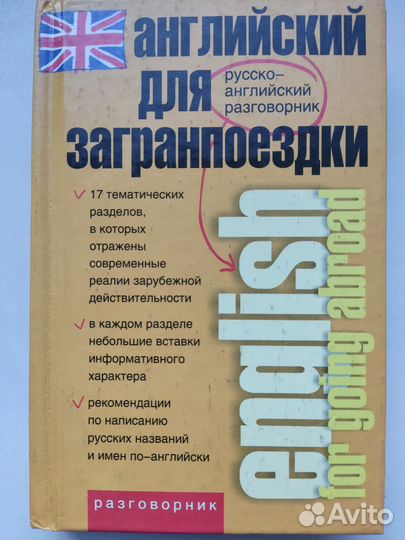 английский
для
русско–
английский
разговорник
загранпоездки
17 тематических
разделов,
в которых
отражены
современные
реалии зарубежной
действительности
в каждом разделе
небольшие вставки
информативного
характера
рекомендации
по написанию
русских названий
и имен по–английски
english
for going abroad
разговорник
Avito